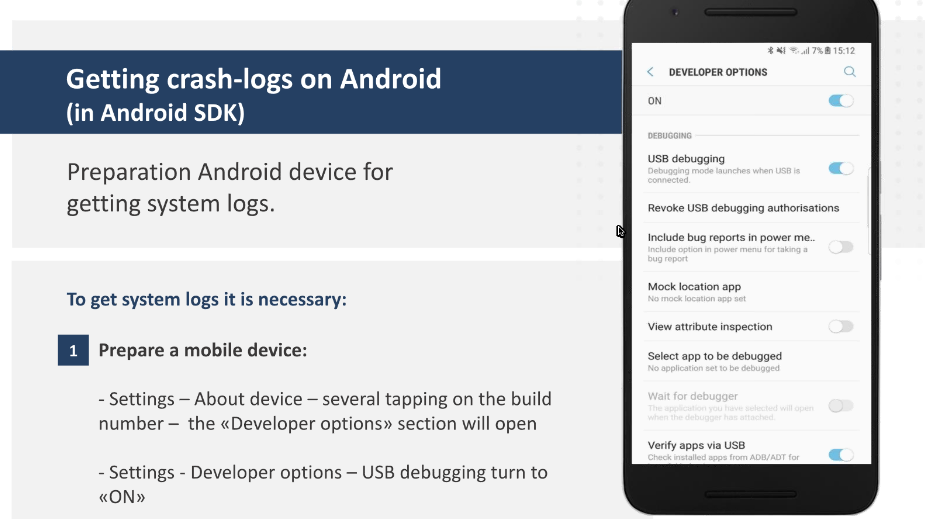 Getting crash-logs on Android
(in Android SDK)
Preparation Android device for
getting system logs.
To get system logs it is necessary:
1 Prepare a mobile device:
- Settings – About device – several tapping on the build
number – the «Developer options» section will open
- Settings - Developer options – USB debugging turn to
«ON»
7% 15:12
DEVELOPER OPTIONS
ON
DEBUGGING
USB debugging
Debugging mode launches when USB is
connected.
Revoke USB debugging authorisations
Include bug reports in power me..
Include option in power menu for taking a
bug report
Mock location app
No mock location app set
View attribute inspection
Select app to be debugged
No application set to be debugged
Wait for debugger
The application you have selected will open
when the debugger has attached.
Verify apps via USB
Check installed apps from ADB/ADT for